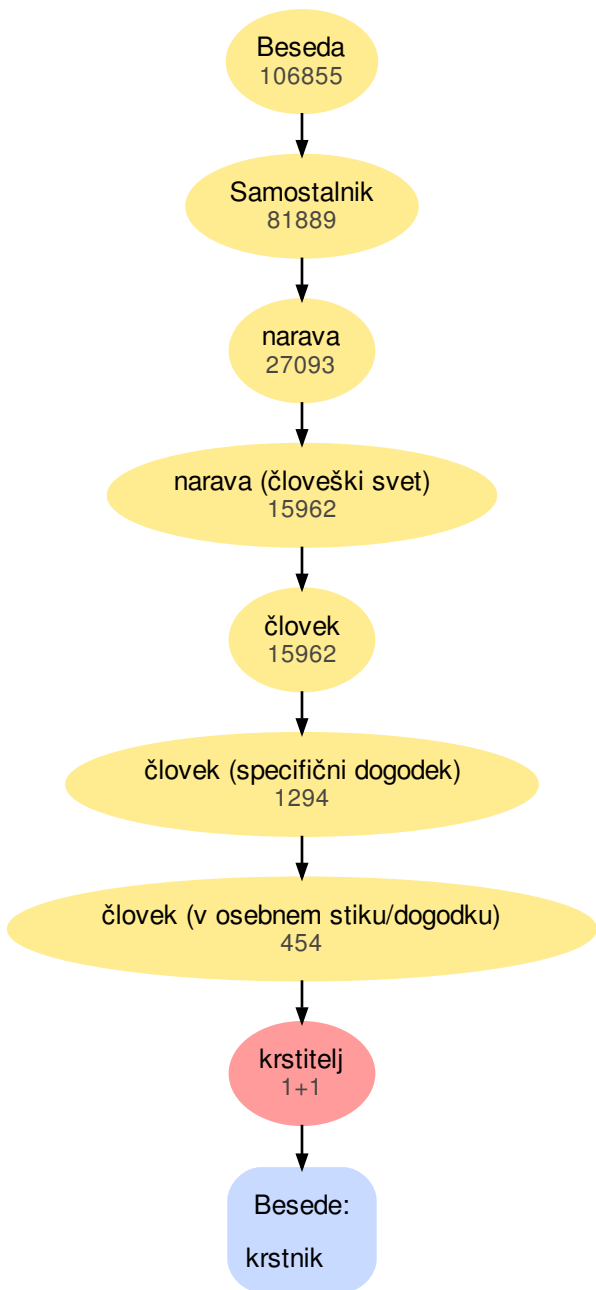 Beseda
106855
Samostalnik
81889
narava
27093
narava (človeški svet)
15962
človek
15962
človek (specifični dogodek)
1294
človek (v osebnem stiku/dogodku)
454
krstitelj
1+1
Besede:
krstnik